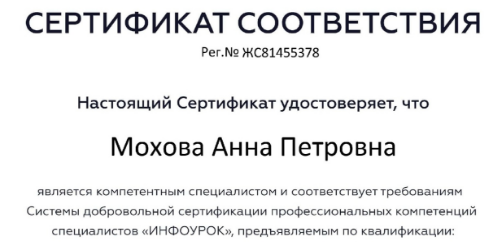 СЕРТИФИКАТ СООТВЕТСТВИЯ
Рег.№ ЖС81455378
Настоящий Сертификат удостоверяет, что
Мохова Анна Петровна
является компетентным специалистом и соответствует требованиям
Системы добровольной сертификации профессиональных компетенций
специалистов «ИНФОУРОК», предъявляемым по квалификации: